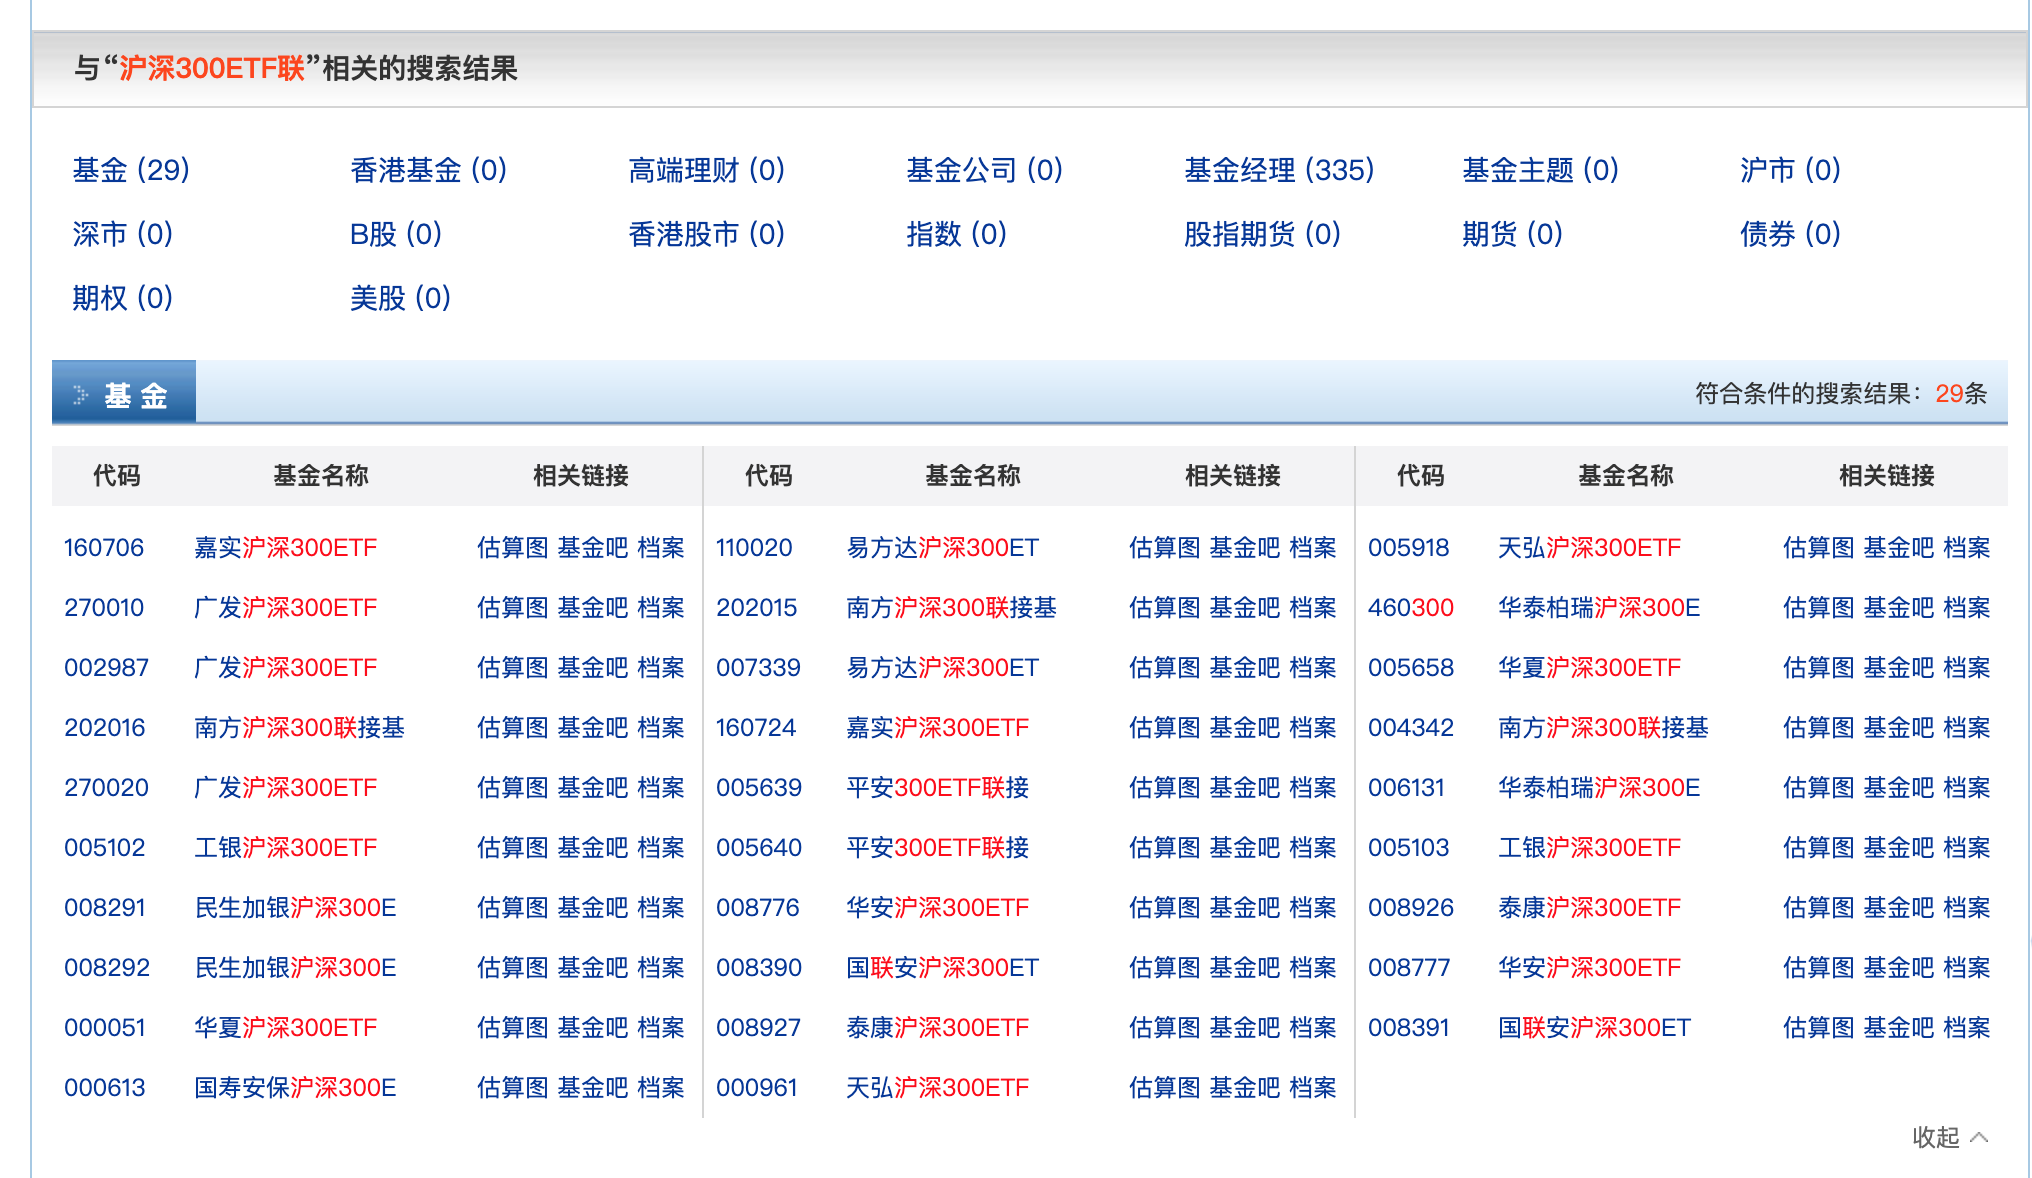 与“沪深300ETF联”相关的搜索结果
基金 (29) 香港基金 (0) 高端理财 (0) 基金公司 (0) 基金经理 (335) 基金主题 (0) 沪市 (0)
深市 (0) B股 (0) 香港股市 (0) 指数 (0) 股指期货 (0) 期货 (0) 债券 (0)
期权 (0) 美股 (0)
基 金 符合条件的搜索结果：29条
代码 基金名称 相关链接 代码 基金名称 相关链接 代码 基金名称 相关链接
160706 嘉实沪深300ETF 估算图 基金吧 档案 110020 易方达沪深300ET 估算图 基金吧 档案 005918 天弘沪深300ETF 估算图 基金吧 档案
270010 广发沪深300ETF 估算图 基金吧 档案 202015 南方沪深300联接基 估算图 基金吧 档案 460300 华泰柏瑞沪深300E 估算图 基金吧 档案
002987 广发沪深300ETF 估算图 基金吧 档案 007339 易方达沪深300ET 估算图 基金吧 档案 005658 华夏沪深300ETF 估算图 基金吧 档案
202016 南方沪深300联接基 估算图 基金吧 档案 160724 嘉实沪深300ETF 估算图 基金吧 档案 004342 南方沪深300联接基 估算图 基金吧 档案
270020 广发沪深300ETF 估算图 基金吧 档案 005639 平安300ETF联接 估算图 基金吧 档案 006131 华泰柏瑞沪深300E 估算图 基金吧 档案
005102 工银沪深300ETF 估算图 基金吧 档案 005640 平安300ETF联接 估算图 基金吧 档案 005103 工银沪深300ETF 估算图 基金吧 档案
008291 民生加银沪深300E 估算图 基金吧 档案 008776 华安沪深300ETF 估算图 基金吧 档案 008926 泰康沪深300ETF 估算图 基金吧 档案
008292 民生加银沪深300E 估算图 基金吧 档案 008390 国联安沪深300ET 估算图 基金吧 档案 008777 华安沪深300ETF 估算图 基金吧 档案
000051 华夏沪深300ETF 估算图 基金吧 档案 008927 泰康沪深300ETF 估算图 基金吧 档案 008391 国联安沪深300ET 估算图 基金吧 档案
000613 国寿安保沪深300E 估算图 基金吧 档案 000961 天弘沪深300ETF 估算图 基金吧 档案
收起